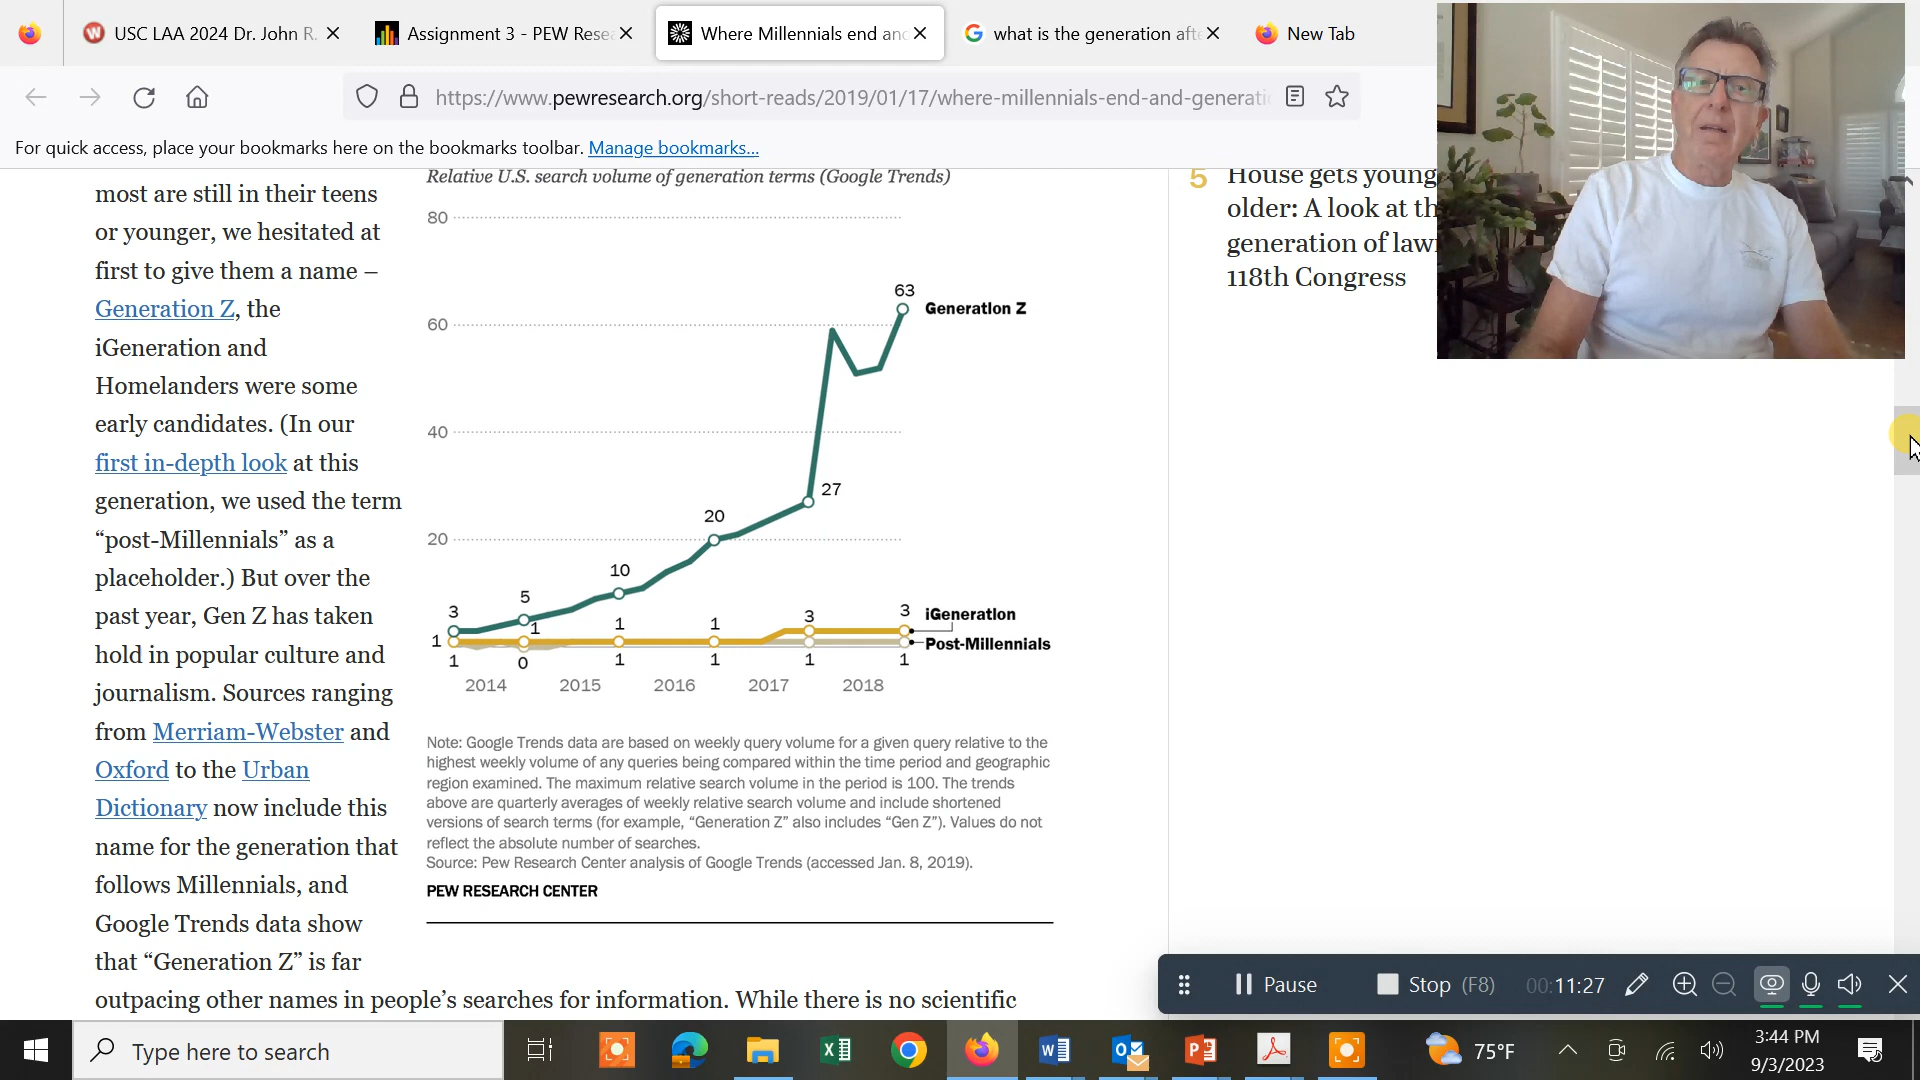 USC LAA 2024 Dr. John R.
Assignment 3 - PEW Rese
Where Millennials end and
what is the generation afte
New Tab
https://www.pewresearch.org/short-reads/2019/01/17/where-millennials-end-and-generati
For quick access, place your bookmarks here on the bookmarks toolbar. Manage bookmarks...
most are still in their teens
or younger, we hesitated at
first to give them a name –
Generation Z, the
iGeneration and
Homelanders were some
early candidates. (In our
first in-depth look at this
generation, we used the term
“post-Millennials” as a
placeholder.) But over the
past year, Gen Z has taken
hold in popular culture and
journalism. Sources ranging
from Merriam-Webster and
Oxford to the Urban
Dictionary now include this
name for the generation that
follows Millennials, and
Google Trends data show
that “Generation Z” is far
outpacing other names in people’s searches for information. While there is no scientific
Relative U.S. search volume of generation terms (Google Trends)
80
63
Generation Z
60
40
27
20
20
10
5
3
1
1
1
3
3
iGeneration
1
Post-Millennials
1
0
1
1
1
1
2014
2015
2016
2017
2018
Note: Google Trends data are based on weekly query volume for a given query relative to the
highest weekly volume of any queries being compared within the time period and geographic
region examined. The maximum relative search volume in the period is 100. The trends
above are quarterly averages of weekly relative search volume and include shortened
versions of search terms (for example, “Generation Z” also includes “Gen Z”). Values do not
reflect the absolute number of searches.
Source: Pew Research Center analysis of Google Trends (accessed Jan. 8, 2019).
PEW RESEARCH CENTER
5
House gets young
older: A look at th
generation of law
118th Congress
Pause
Stop (F8)
00:11:27
Type here to search
75°F
3:44 PM
9/3/2023